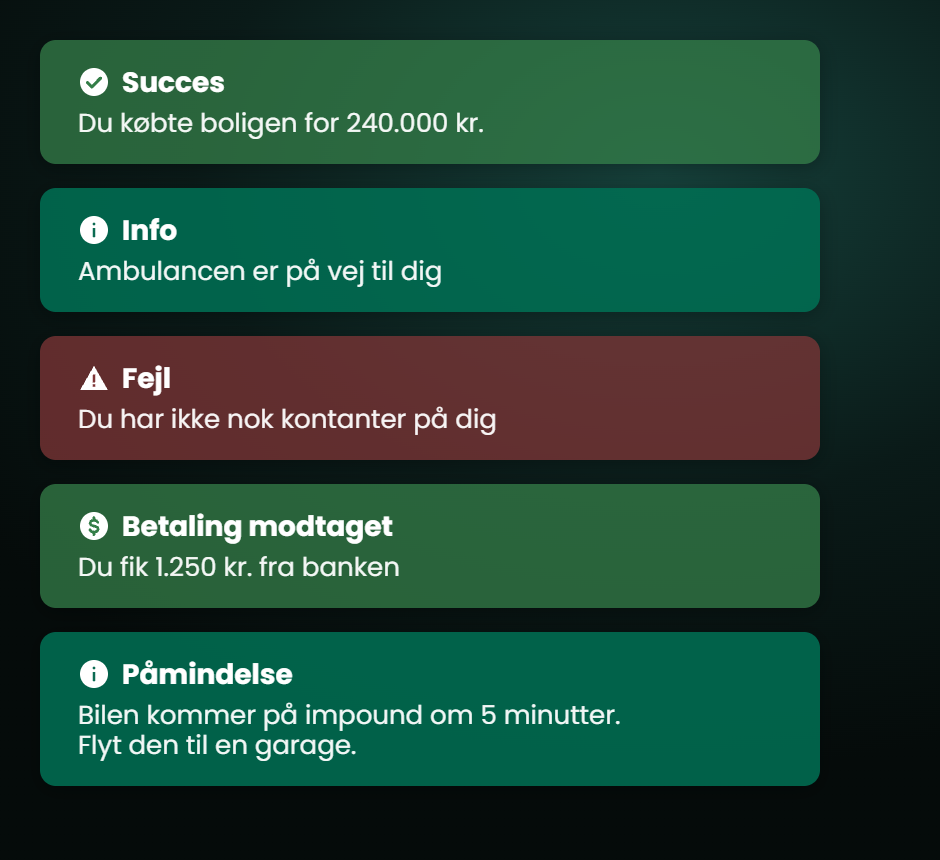 Succes
Du købte boligen for 240.000 kr.
Info
Ambulancen er på vej til dig
Fejl
Du har ikke nok kontanter på dig
Betaling modtaget
Du fik 1.250 kr. fra banken
Påmindelse
Bilen kommer på impound om 5 minutter.
Flyt den til en garage.